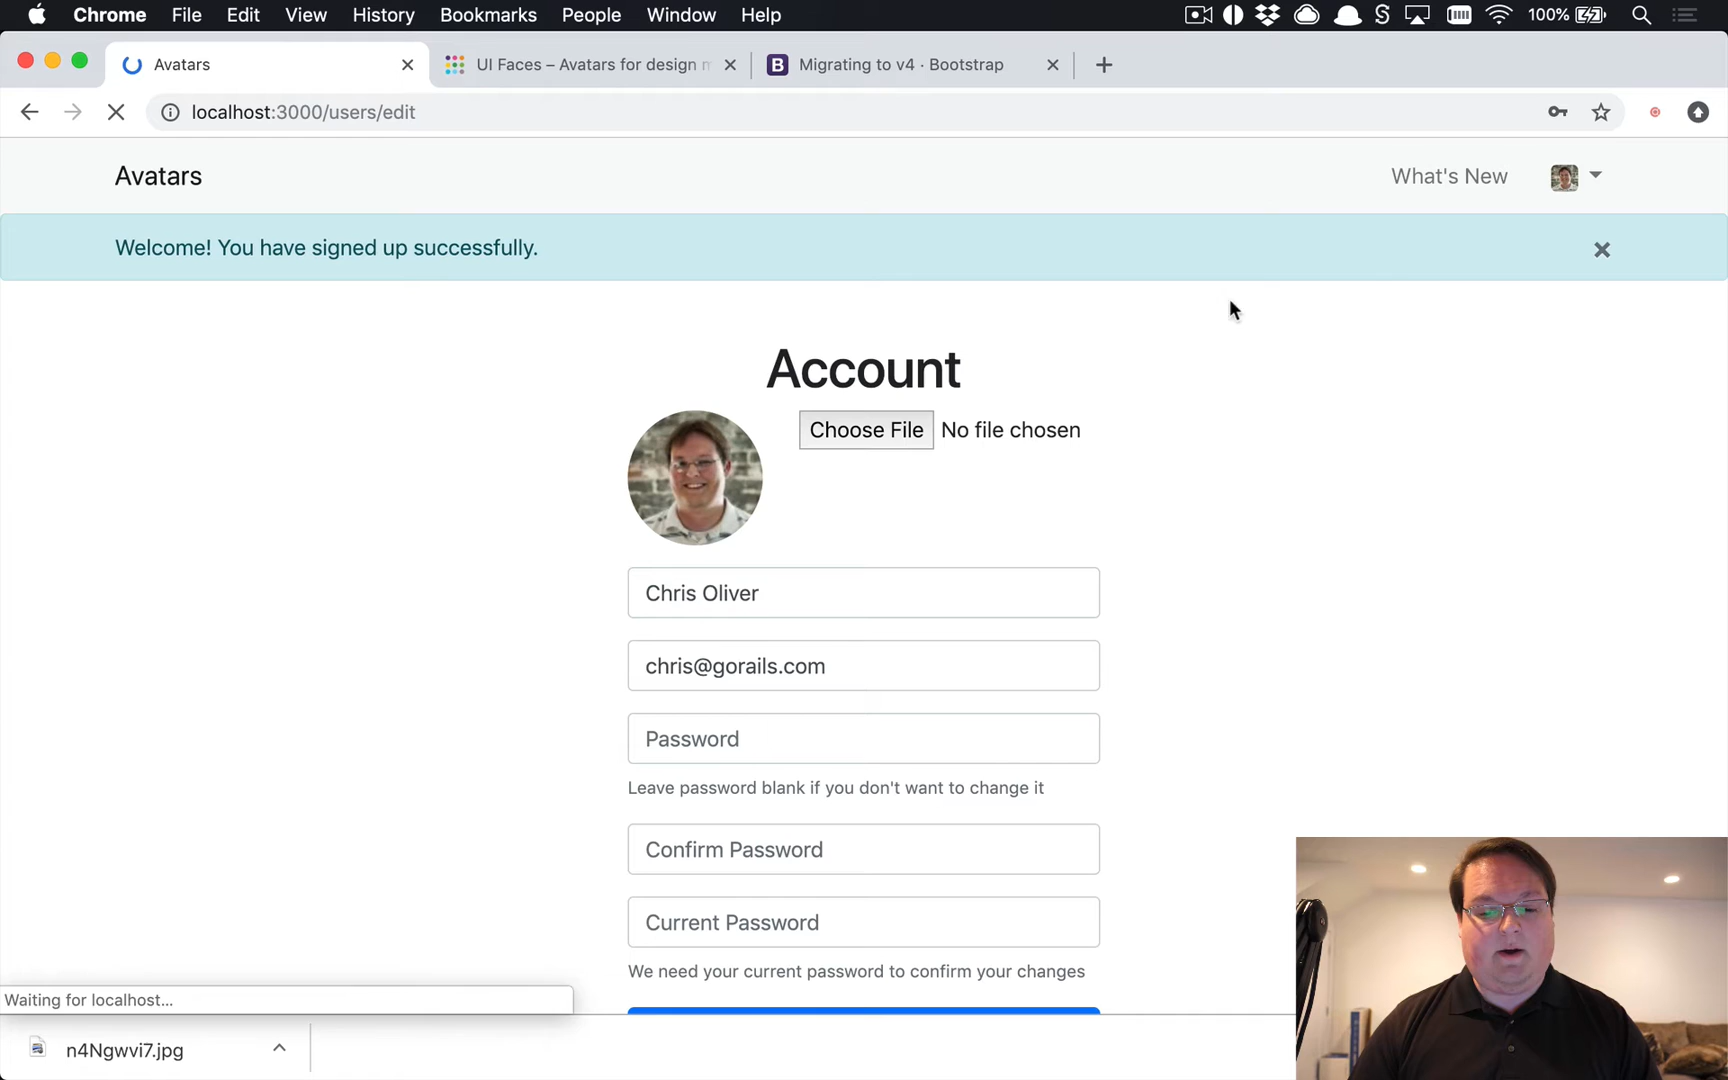 Chrome File Edit View History Bookmarks People Window Help 100%
Avatars UI Faces – Avatars for design m Migrating to v4 · Bootstrap
localhost:3000/users/edit
Avatars What's New
Welcome! You have signed up successfully.
Account
Choose File No file chosen
Chris Oliver
chris@gorails.com
Password
Leave password blank if you don't want to change it
Confirm Password
Current Password
We need your current password to confirm your changes
Waiting for localhost...
n4Ngwvi7.jpg